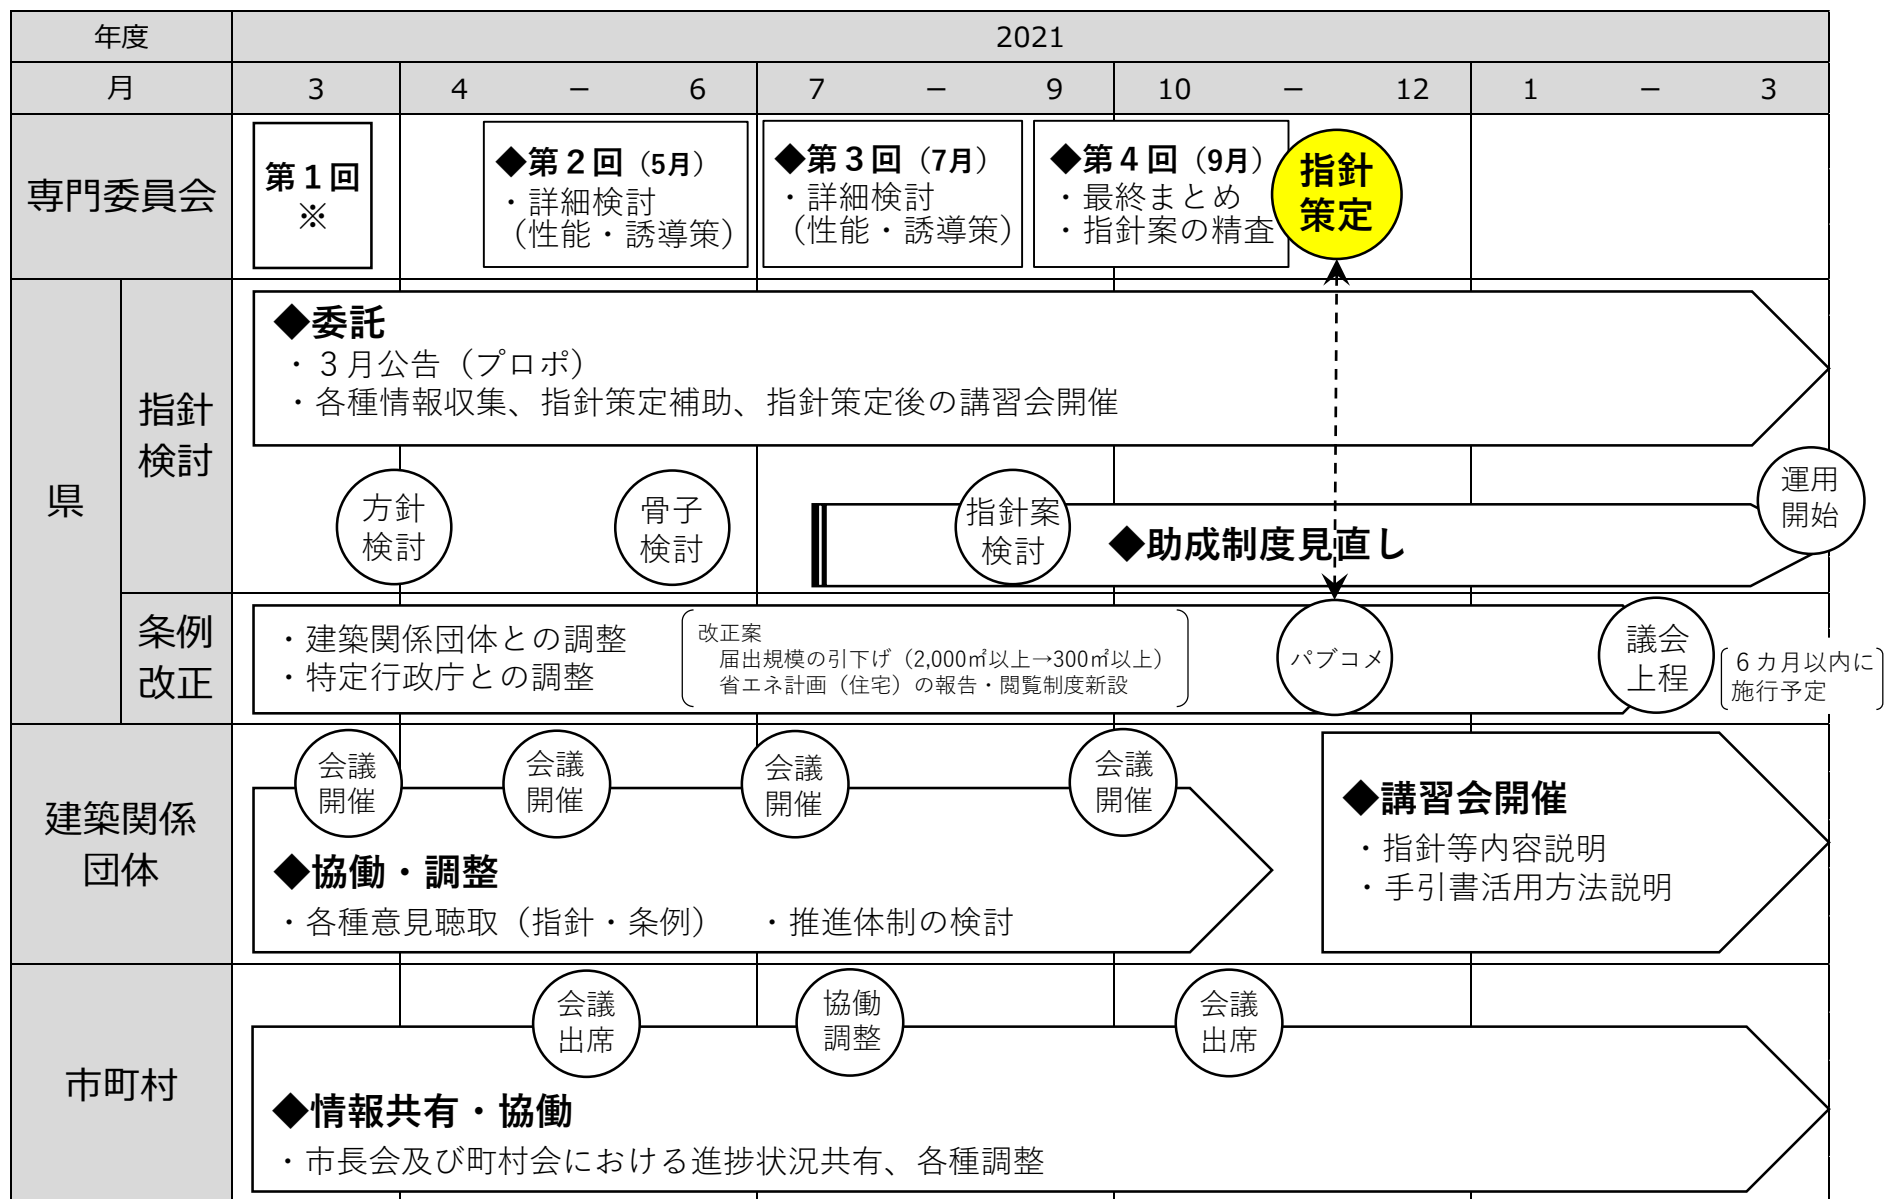 年度
2021
月
3
4 － 6
7 － 9
10 － 12
1 － 3
専門委員会
第１回
※
◆第２回（5月）
・詳細検討
（性能・誘導策）
◆第３回（7月）
・詳細検討
（性能・誘導策）
◆第４回（9月）
・最終まとめ
・指針案の精査
指針
策定
県
指針
検討
◆委託
・３月公告（プロポ）
・各種情報収集、指針策定補助、指針策定後の講習会開催
方針
検討
骨子
検討
指針案
検討
◆助成制度見直し
運用
開始
条例
改正
・建築関係団体との調整
・特定行政庁との調整
改正案
届出規模の引下げ（2,000㎡以上→300㎡以上）
省エネ計画（住宅）の報告・閲覧制度新設
パブコメ
議会
上程
６カ月以内に
施行予定
建築関係
団体
会議
開催
会議
開催
会議
開催
会議
開催
◆協働・調整
・各種意見聴取（指針・条例） ・推進体制の検討
◆講習会開催
・指針等内容説明
・手引書活用方法説明
市町村
会議
出席
協働
調整
会議
出席
◆情報共有・協働
・市長会及び町村会における進捗状況共有、各種調整